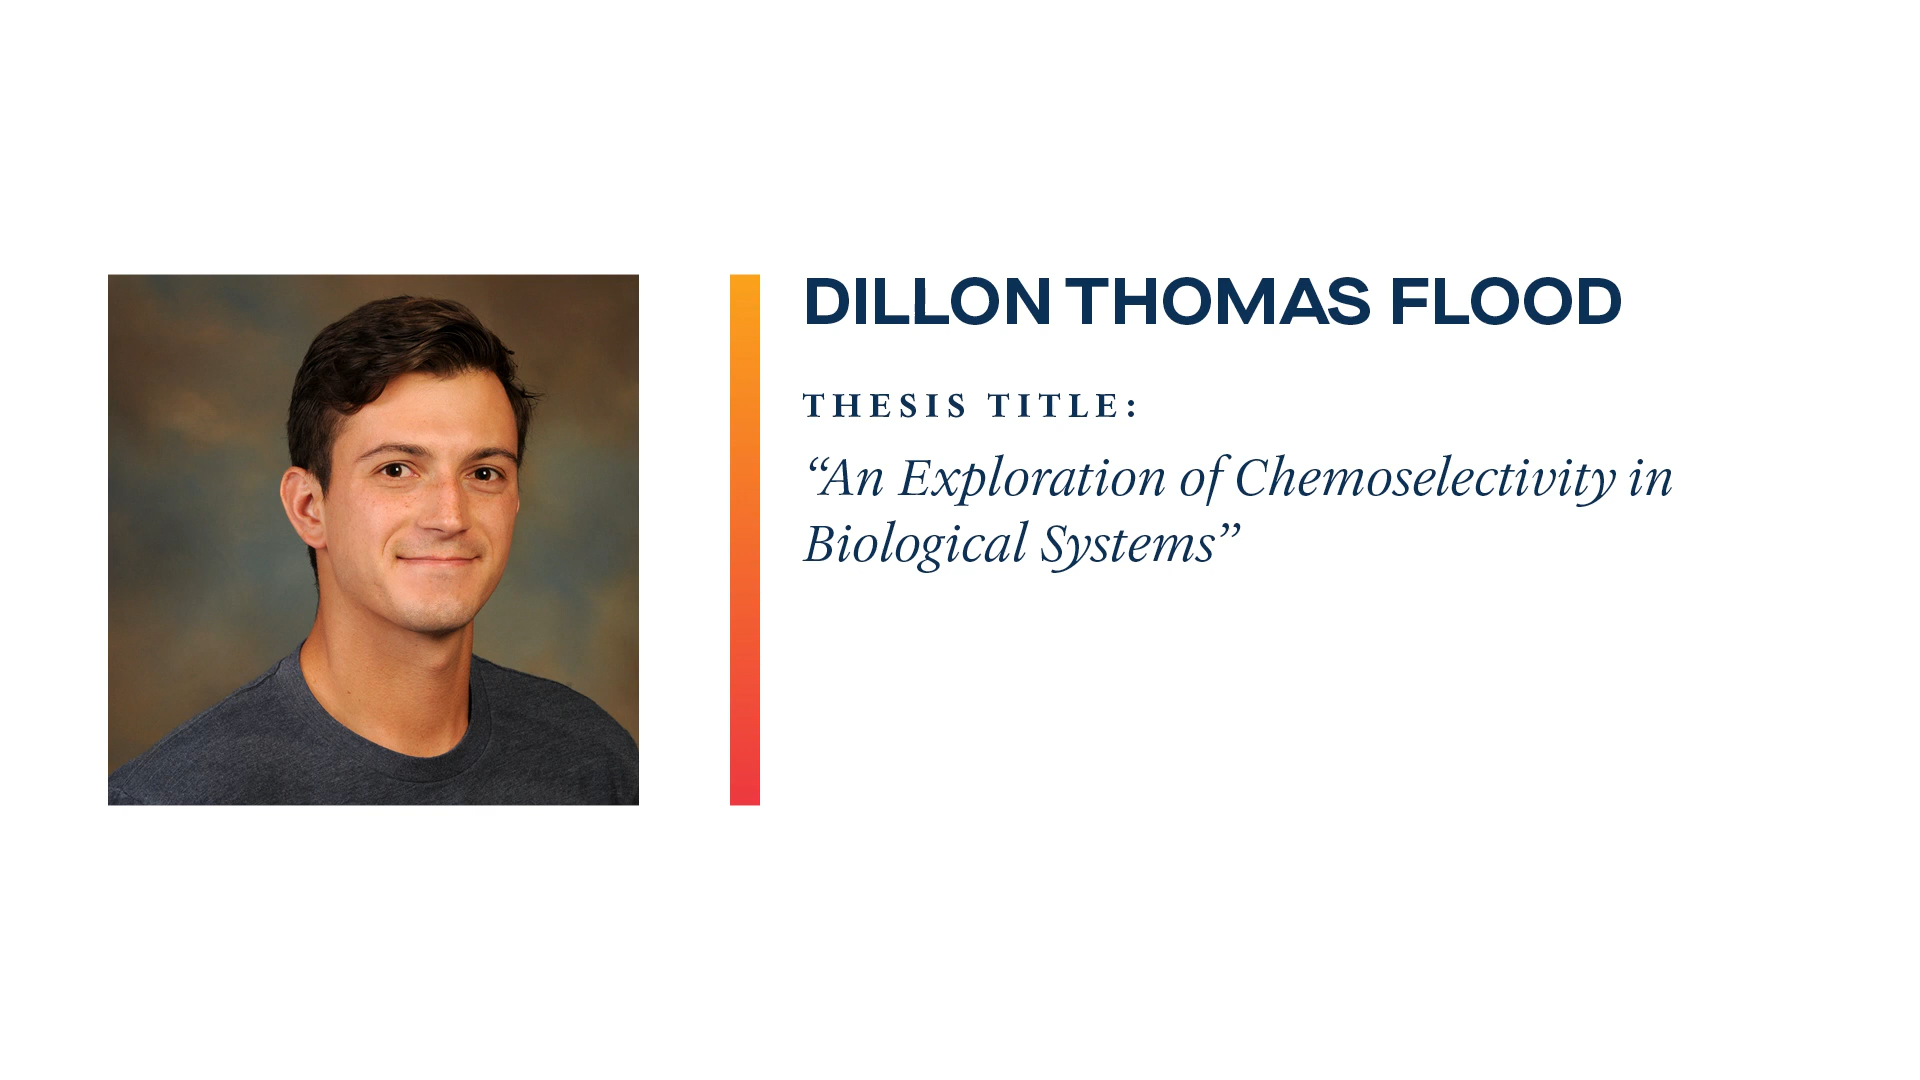 DILLON THOMAS FLOOD
THESIS TITLE:
“An Exploration of Chemoselectivity in
Biological Systems”